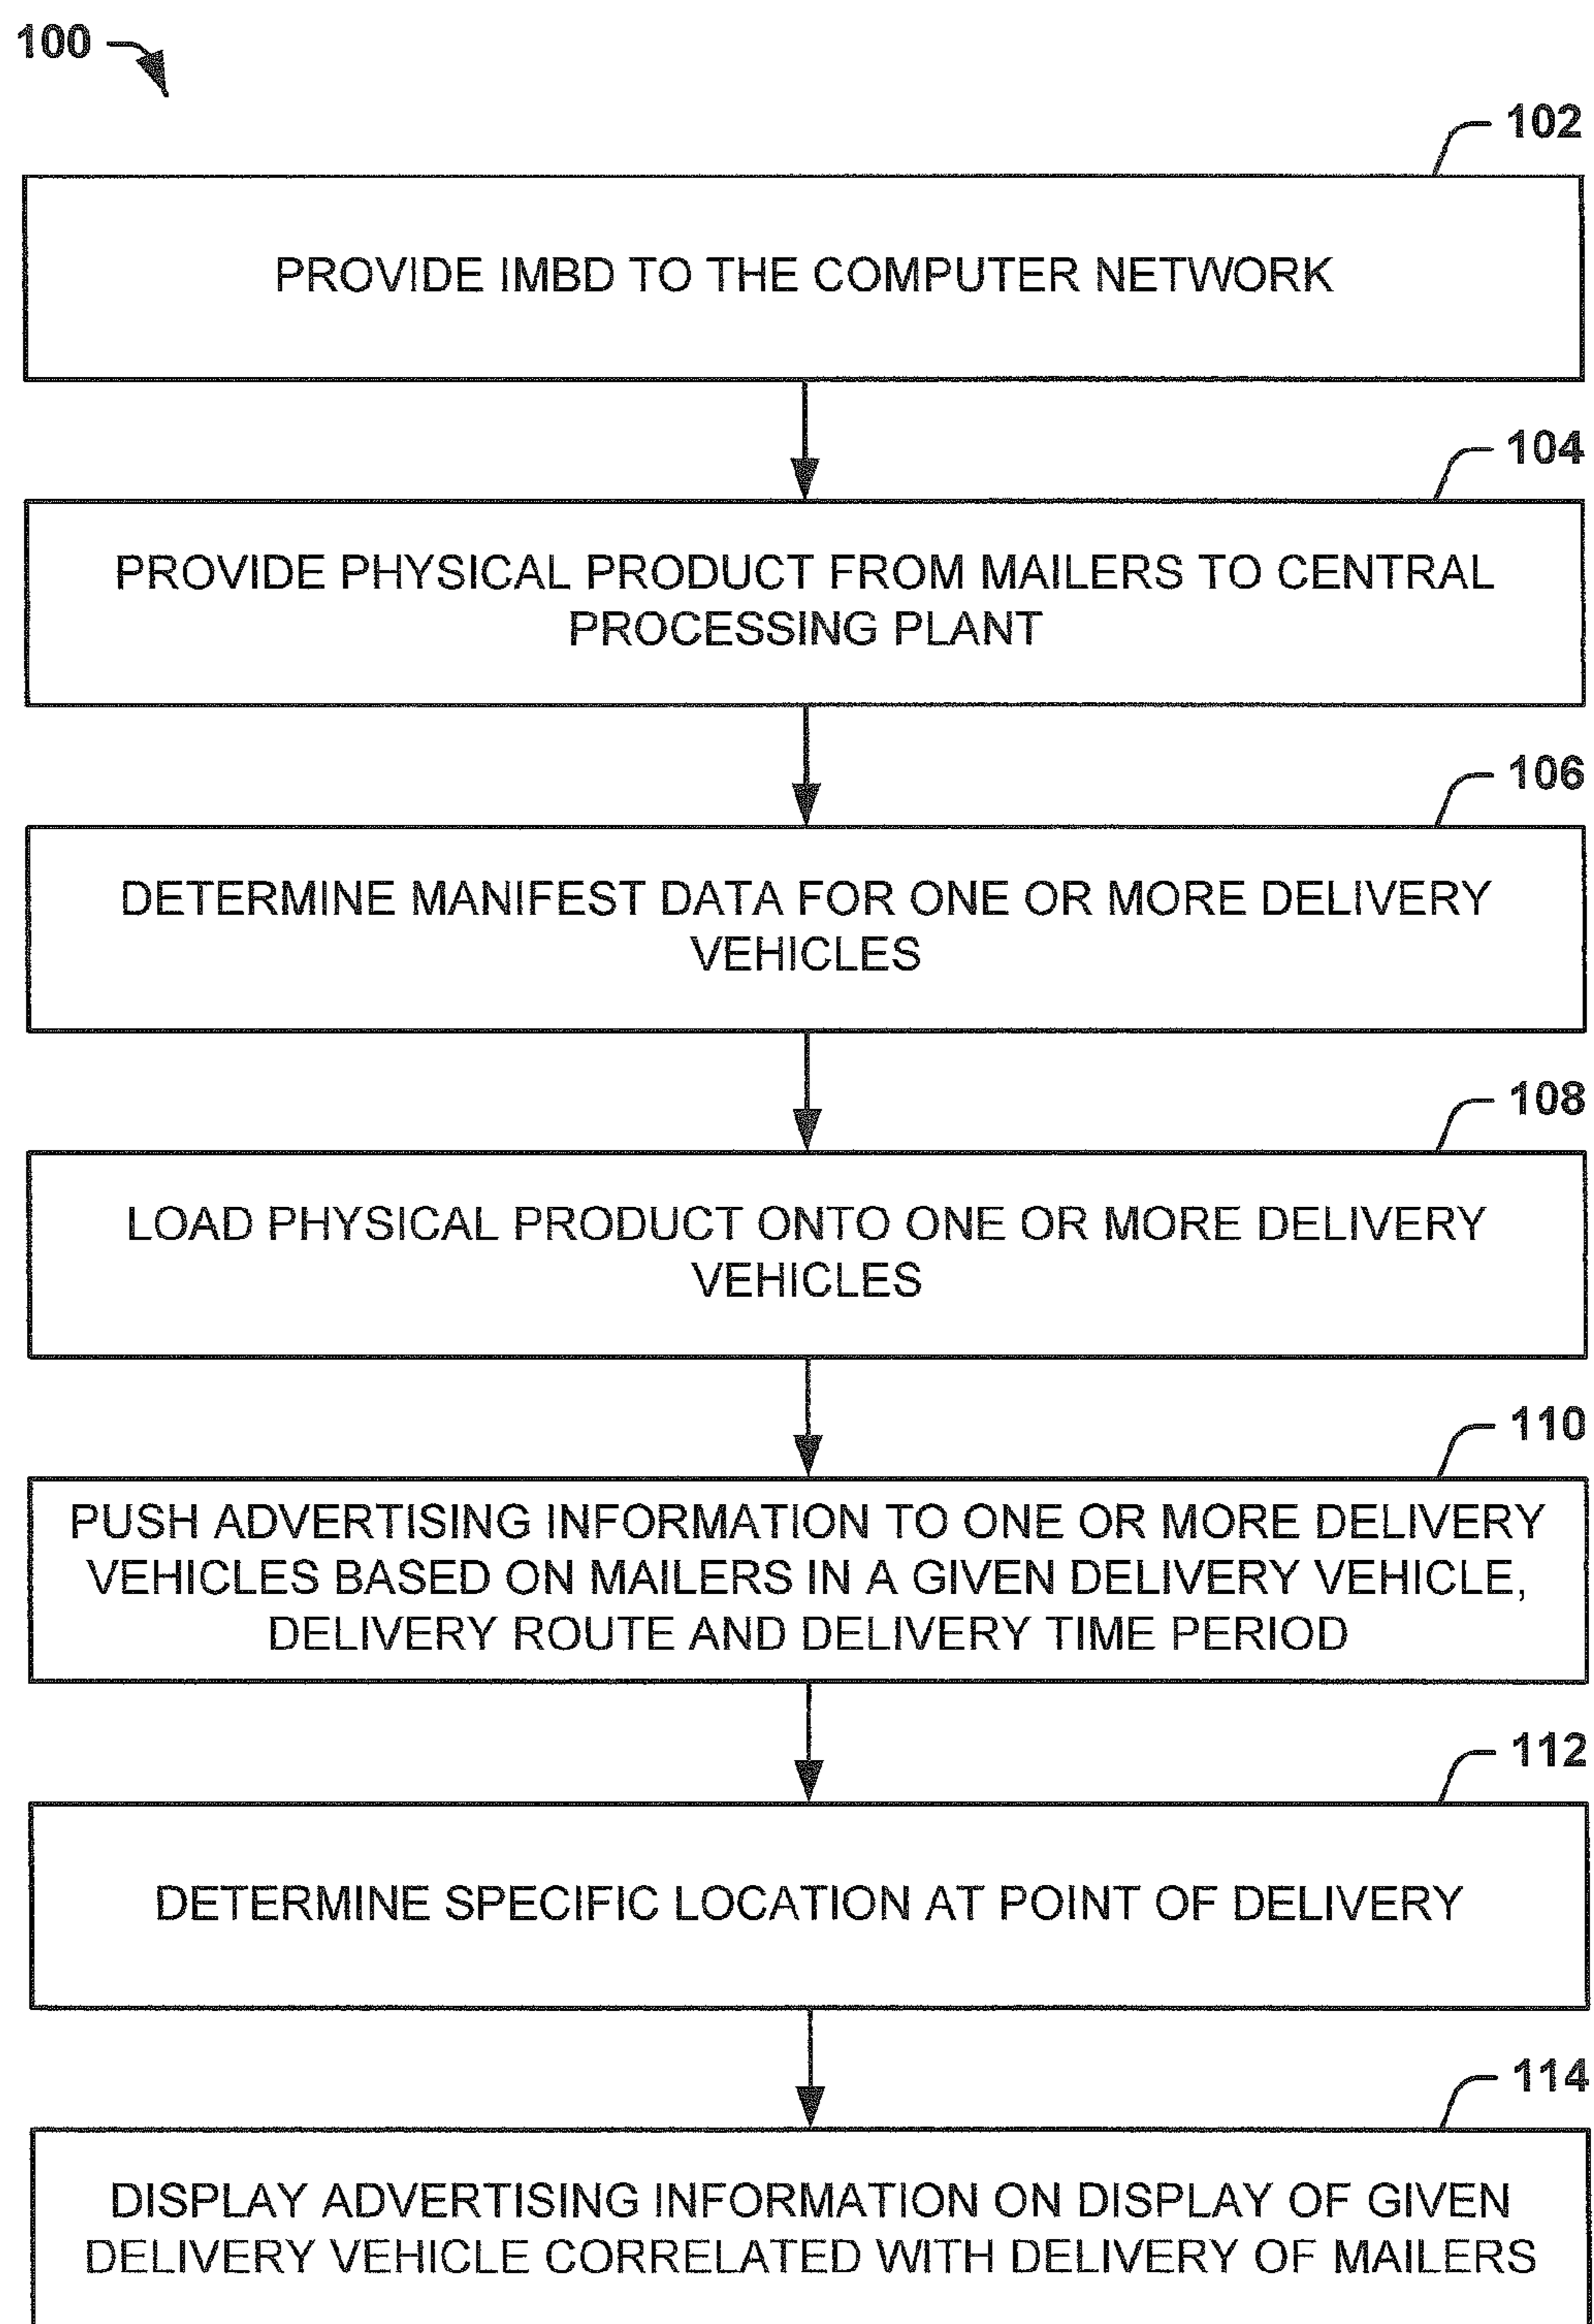 100
102
PROVIDE IMBD TO THE COMPUTER NETWORK
104
PROVIDE PHYSICAL PRODUCT FROM MAILERS TO CENTRAL
PROCESSING PLANT
106
DETERMINE MANIFEST DATA FOR ONE OR MORE DELIVERY
VEHICLES
108
LOAD PHYSICAL PRODUCT ONTO ONE OR MORE DELIVERY
VEHICLES
110
PUSH ADVERTISING INFORMATION TO ONE OR MORE DELIVERY
VEHICLES BASED ON MAILERS IN A GIVEN DELIVERY VEHICLE,
DELIVERY ROUTE AND DELIVERY TIME PERIOD
112
DETERMINE SPECIFIC LOCATION AT POINT OF DELIVERY
114
DISPLAY ADVERTISING INFORMATION ON DISPLAY OF GIVEN
DELIVERY VEHICLE CORRELATED WITH DELIVERY OF MAILERS